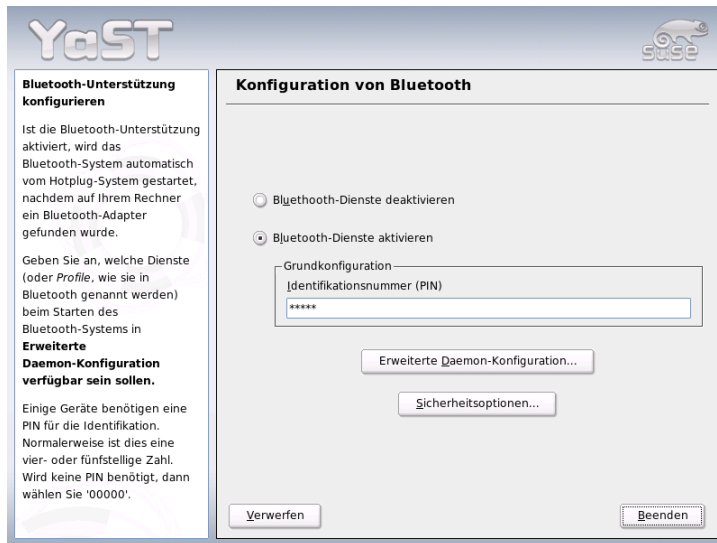 YaST
SUSE
Bluetooth-Unterstützung
konfigurieren
Ist die Bluetooth-Unterstützung
aktiviert, wird das
Bluetooth-System automatisch
vom Hotplug-System gestartet,
nachdem auf Ihrem Rechner
ein Bluetooth-Adapter
gefunden wurde.
Geben Sie an, welche Dienste
(oder Profile, wie sie in
Bluetooth genannt werden)
beim Starten des
Bluetooth-Systems in
Erweiterte
Daemon-Konfiguration
verfügbar sein sollen.
Einige Geräte benötigen eine
PIN für die Identifikation.
Normalerweise ist dies eine
vier- oder fünfstellige Zahl.
Wird keine PIN benötigt, dann
wählen Sie '00000'.
Konfiguration von Bluetooth
Bluethooth-Dienste deaktivieren
Bluetooth-Dienste aktivieren
Grundkonfiguration
Identifikationsnummer (PIN)
*****
Erweiterte Daemon-Konfiguration...
Sicherheitsoptionen...
Verwerfen
Beenden